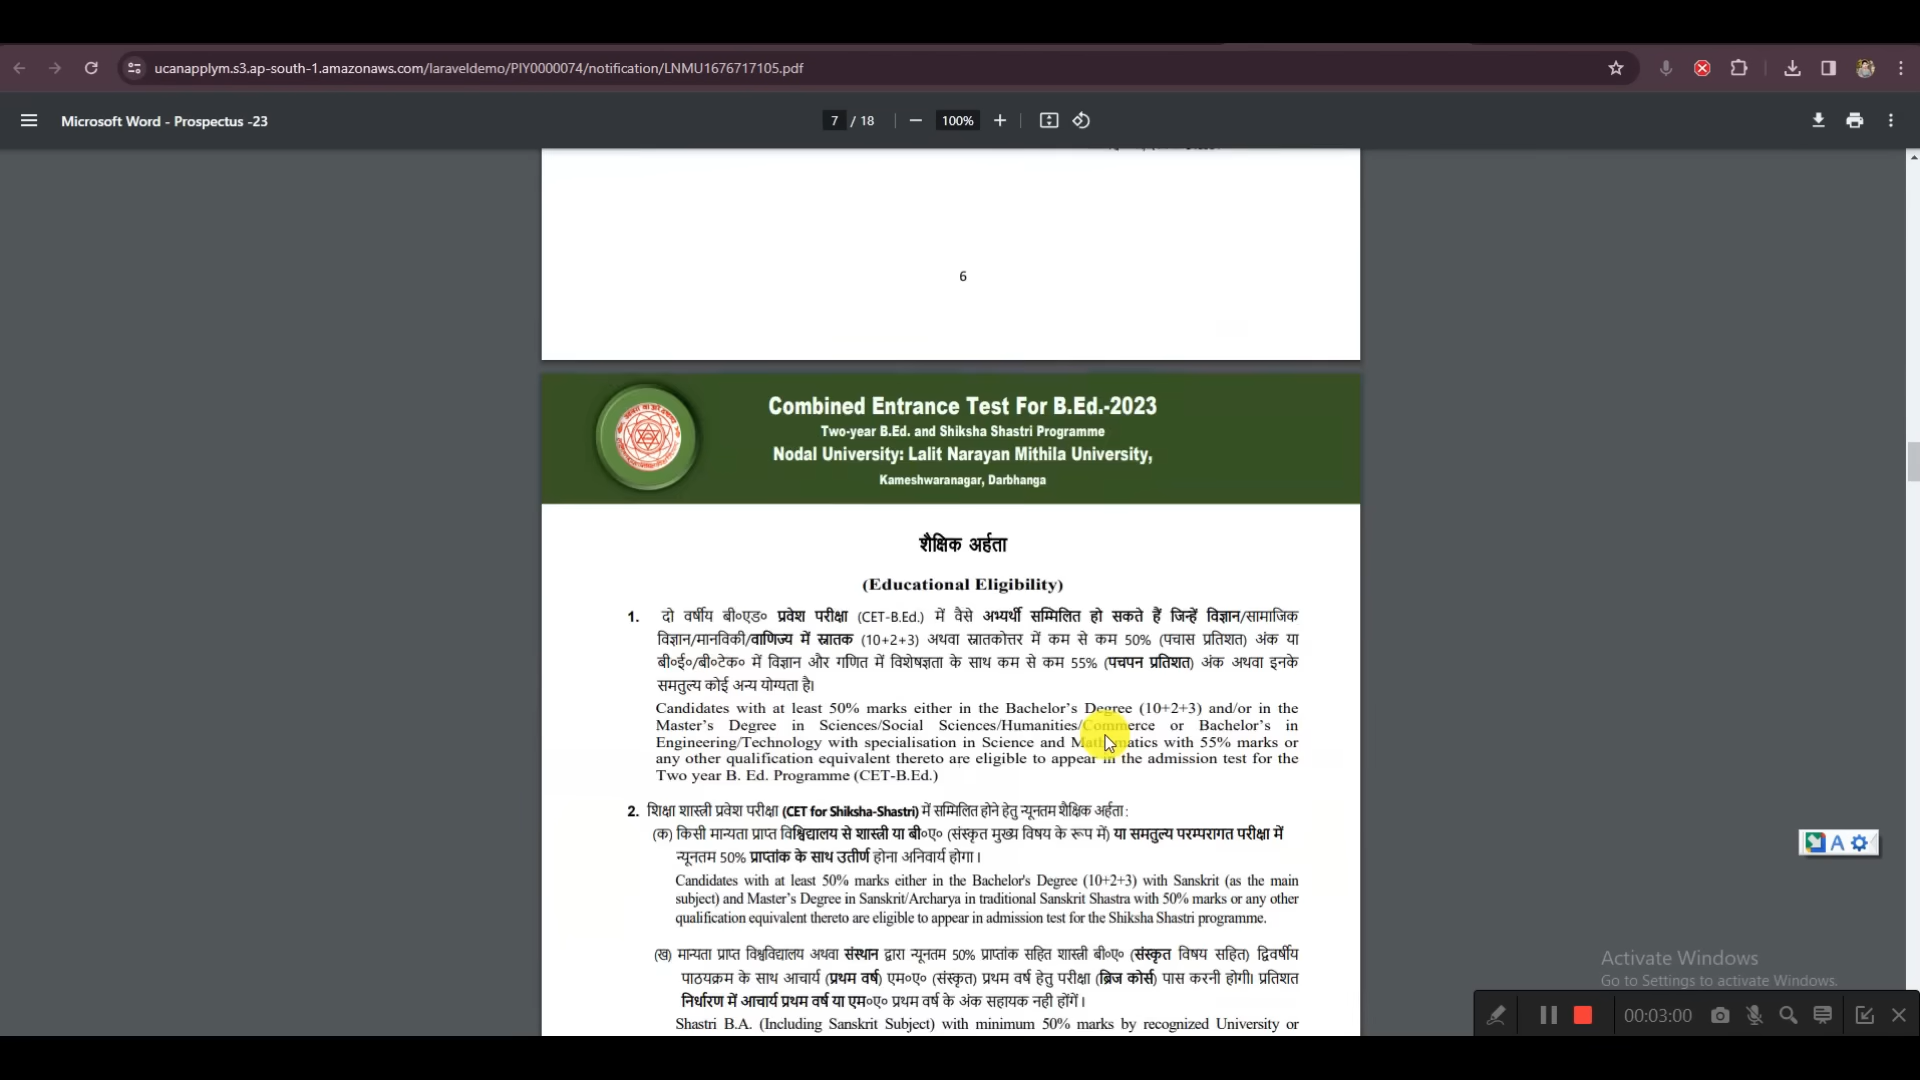 ucanapplym.s3.ap-south-1.amazonaws.com/laraveldemo/PIY0000074/notification/LNMU1676717105.pdf
Microsoft Word - Prospectus -23
7 / 18
100%
6
Combined Entrance Test For B.Ed.-2023
Two-year B.Ed. and Shiksha Shastri Programme
Nodal University: Lalit Narayan Mithila University,
Kameshwaranagar, Darbhanga
शैक्षिक अर्हता
(Educational Eligibility)
1. दो वर्षीय बी०एड० प्रवेश परीक्षा (CET-B.Ed.) में वैसे अभ्यर्थी सम्मिलित हो सकते हैं जिन्हें विज्ञान/सामाजिक
विज्ञान/मानविकी/वाणिज्य में स्नातक (10+2+3) अथवा स्नातकोत्तर में कम से कम 50% (पचास प्रतिशत) अंक या
बी०ई०/बी०टेक० में विज्ञान और गणित में विशेषज्ञता के साथ कम से कम 55% (पचपन प्रतिशत) अंक अथवा इनके
समतुल्य कोई अन्य योग्यता है।
Candidates with at least 50% marks either in the Bachelor's Degree (10+2+3) and/or in the
Master's Degree in Sciences/Social Sciences/Humanities/Commerce or Bachelor's in
Engineering/Technology with specialisation in Science and Mathematics with 55% marks or
any other qualification equivalent thereto are eligible to appear in the admission test for the
Two year B. Ed. Programme (CET-B.Ed.)
2. शिक्षा शास्त्री प्रवेश परीक्षा (CET for Shiksha-Shastri) में सम्मिलित होने हेतु न्यूनतम शैक्षिक अर्हता :
(क) किसी मान्यता प्राप्त विश्विद्यालय से शास्त्री या बी०ए० (संस्कृत मुख्य विषय के रूप में) या समतुल्य परम्परागत परीक्षा में
न्यूनतम 50% प्राप्तांक के साथ उतीर्ण होना अनिवार्य होगा ।
Candidates with at least 50% marks either in the Bachelor's Degree (10+2+3) with Sanskrit (as the main
subject) and Master's Degree in Sanskrit/Archarya in traditional Sanskrit Shastra with 50% marks or any other
qualification equivalent thereto are eligible to appear in admission test for the Shiksha Shastri programme.
(ख) मान्यता प्राप्त विश्वविद्यालय अथवा संस्थान द्वारा न्यूनतम 50% प्राप्तांक सहित शास्त्री बी०ए० (संस्कृत विषय सहित) द्विवर्षीय
पाठयक्रम के साथ आचार्य (प्रथम वर्ष) एम०ए० (संस्कृत) प्रथम वर्ष हेतु परीक्षा (ब्रिज कोर्स) पास करनी होगी। प्रतिशत
निर्धारण में आचार्य प्रथम वर्ष या एम०ए० प्रथम वर्ष के अंक सहायक नही होंगें ।
Shastri B.A. (Including Sanskrit Subject) with minimum 50% marks by recognized University or
A
Activate Windows
Go to Settings to activate Windows.
00:03:00